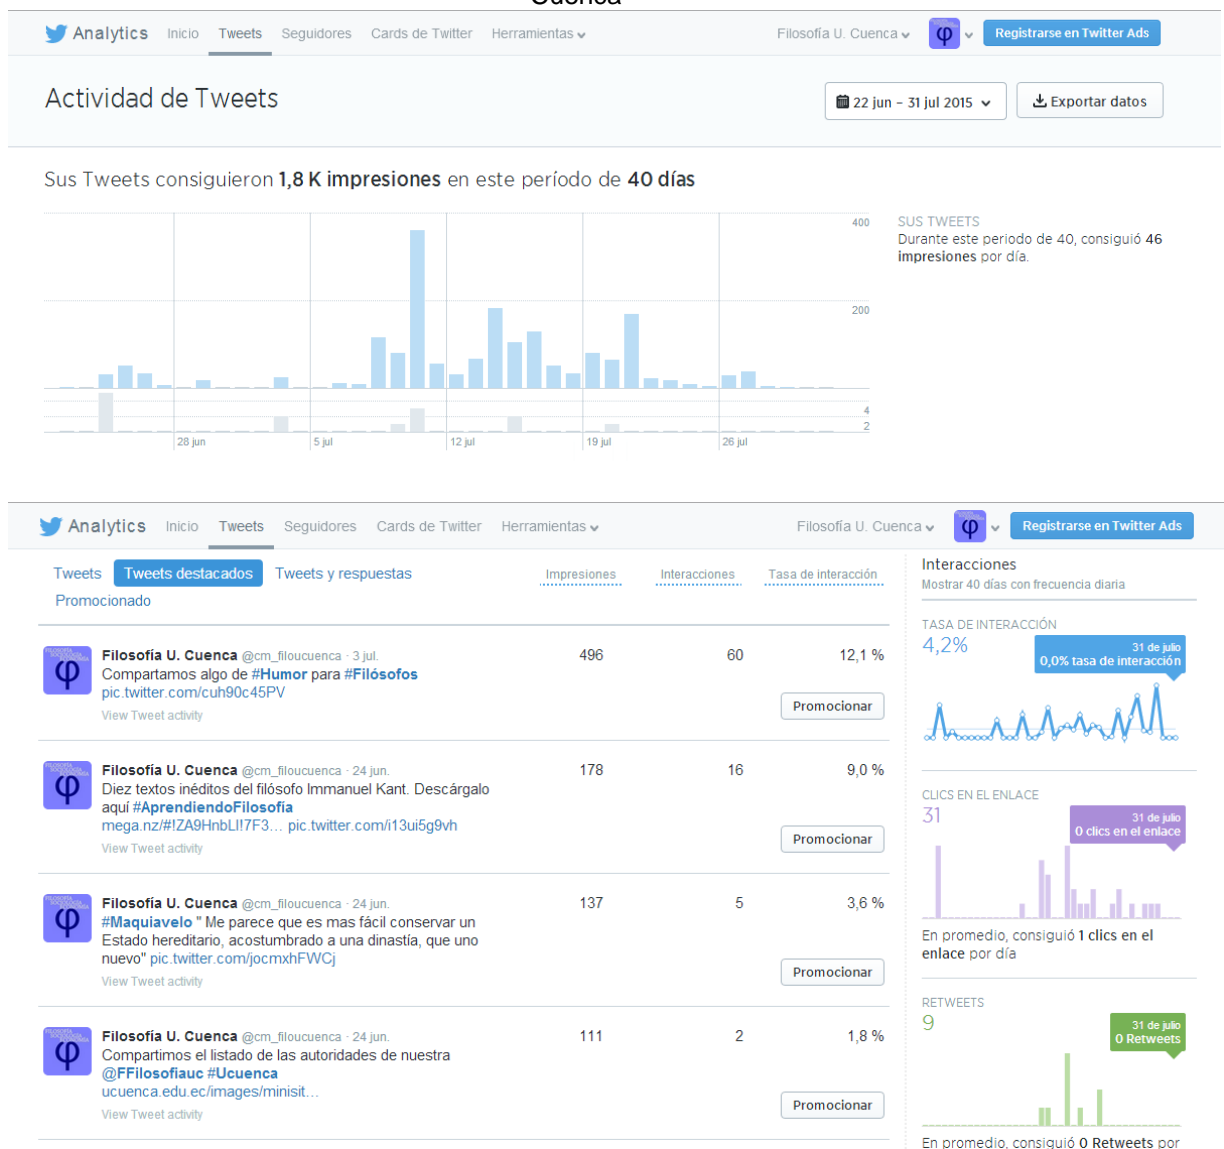 Cuenca
Analytics Inicio Tweets Seguidores Cards de Twitter Herramientas Filosofía U. Cuenca Registrarse en Twitter Ads
Actividad de Tweets
22 jun – 31 jul 2015 Exportar datos
Sus Tweets consiguieron 1,8 K impresiones en este período de 40 días
400
200
4
2
28 jun 5 jul 12 jul 19 jul 26 jul
SUS TWEETS
Durante este periodo de 40, consiguió 46
impresiones por día.
Analytics Inicio Tweets Seguidores Cards de Twitter Herramientas Filosofía U. Cuenca Registrarse en Twitter Ads
Tweets Tweets destacados Tweets y respuestas Impresiones Interacciones Tasa de interacción
Promocionado
Filosofía U. Cuenca @cm_filoucuenca · 3 jul. 496 60 12,1 %
Compartamos algo de #Humor para #Filósofos
pic.twitter.com/cuh90c45PV
View Tweet activity
Promocionar
Filosofía U. Cuenca @cm_filoucuenca · 24 jun. 178 16 9,0 %
Diez textos inéditos del filósofo Immanuel Kant. Descárgalo
aquí #AprendiendoFilosofia
mega.nz/#!ZA9HnbLI!7F3… pic.twitter.com/i13ui5g9vh
View Tweet activity
Promocionar
Filosofía U. Cuenca @cm_filoucuenca · 24 jun. 137 5 3,6 %
#Maquiavelo " Me parece que es mas fácil conservar un
Estado hereditario, acostumbrado a una dinastía, que uno
nuevo" pic.twitter.com/jocmxhFWCj
View Tweet activity
Promocionar
Filosofía U. Cuenca @cm_filoucuenca · 24 jun. 111 2 1,8 %
Compartimos el listado de las autoridades de nuestra
@FFilosofiauc #Ucuenca
ucuenca.edu.ec/images/minisit…
View Tweet activity
Promocionar
Interacciones
Mostrar 40 días con frecuencia diaria
TASA DE INTERACCIÓN
4,2%
31 de julio
0,0% tasa de interacción
CLICS EN EL ENLACE
31
31 de julio
0 clics en el enlace
En promedio, consiguió 1 clics en el
enlace por día
RETWEETS
9
31 de julio
0 Retweets
En promedio, consiguió 0 Retweets por